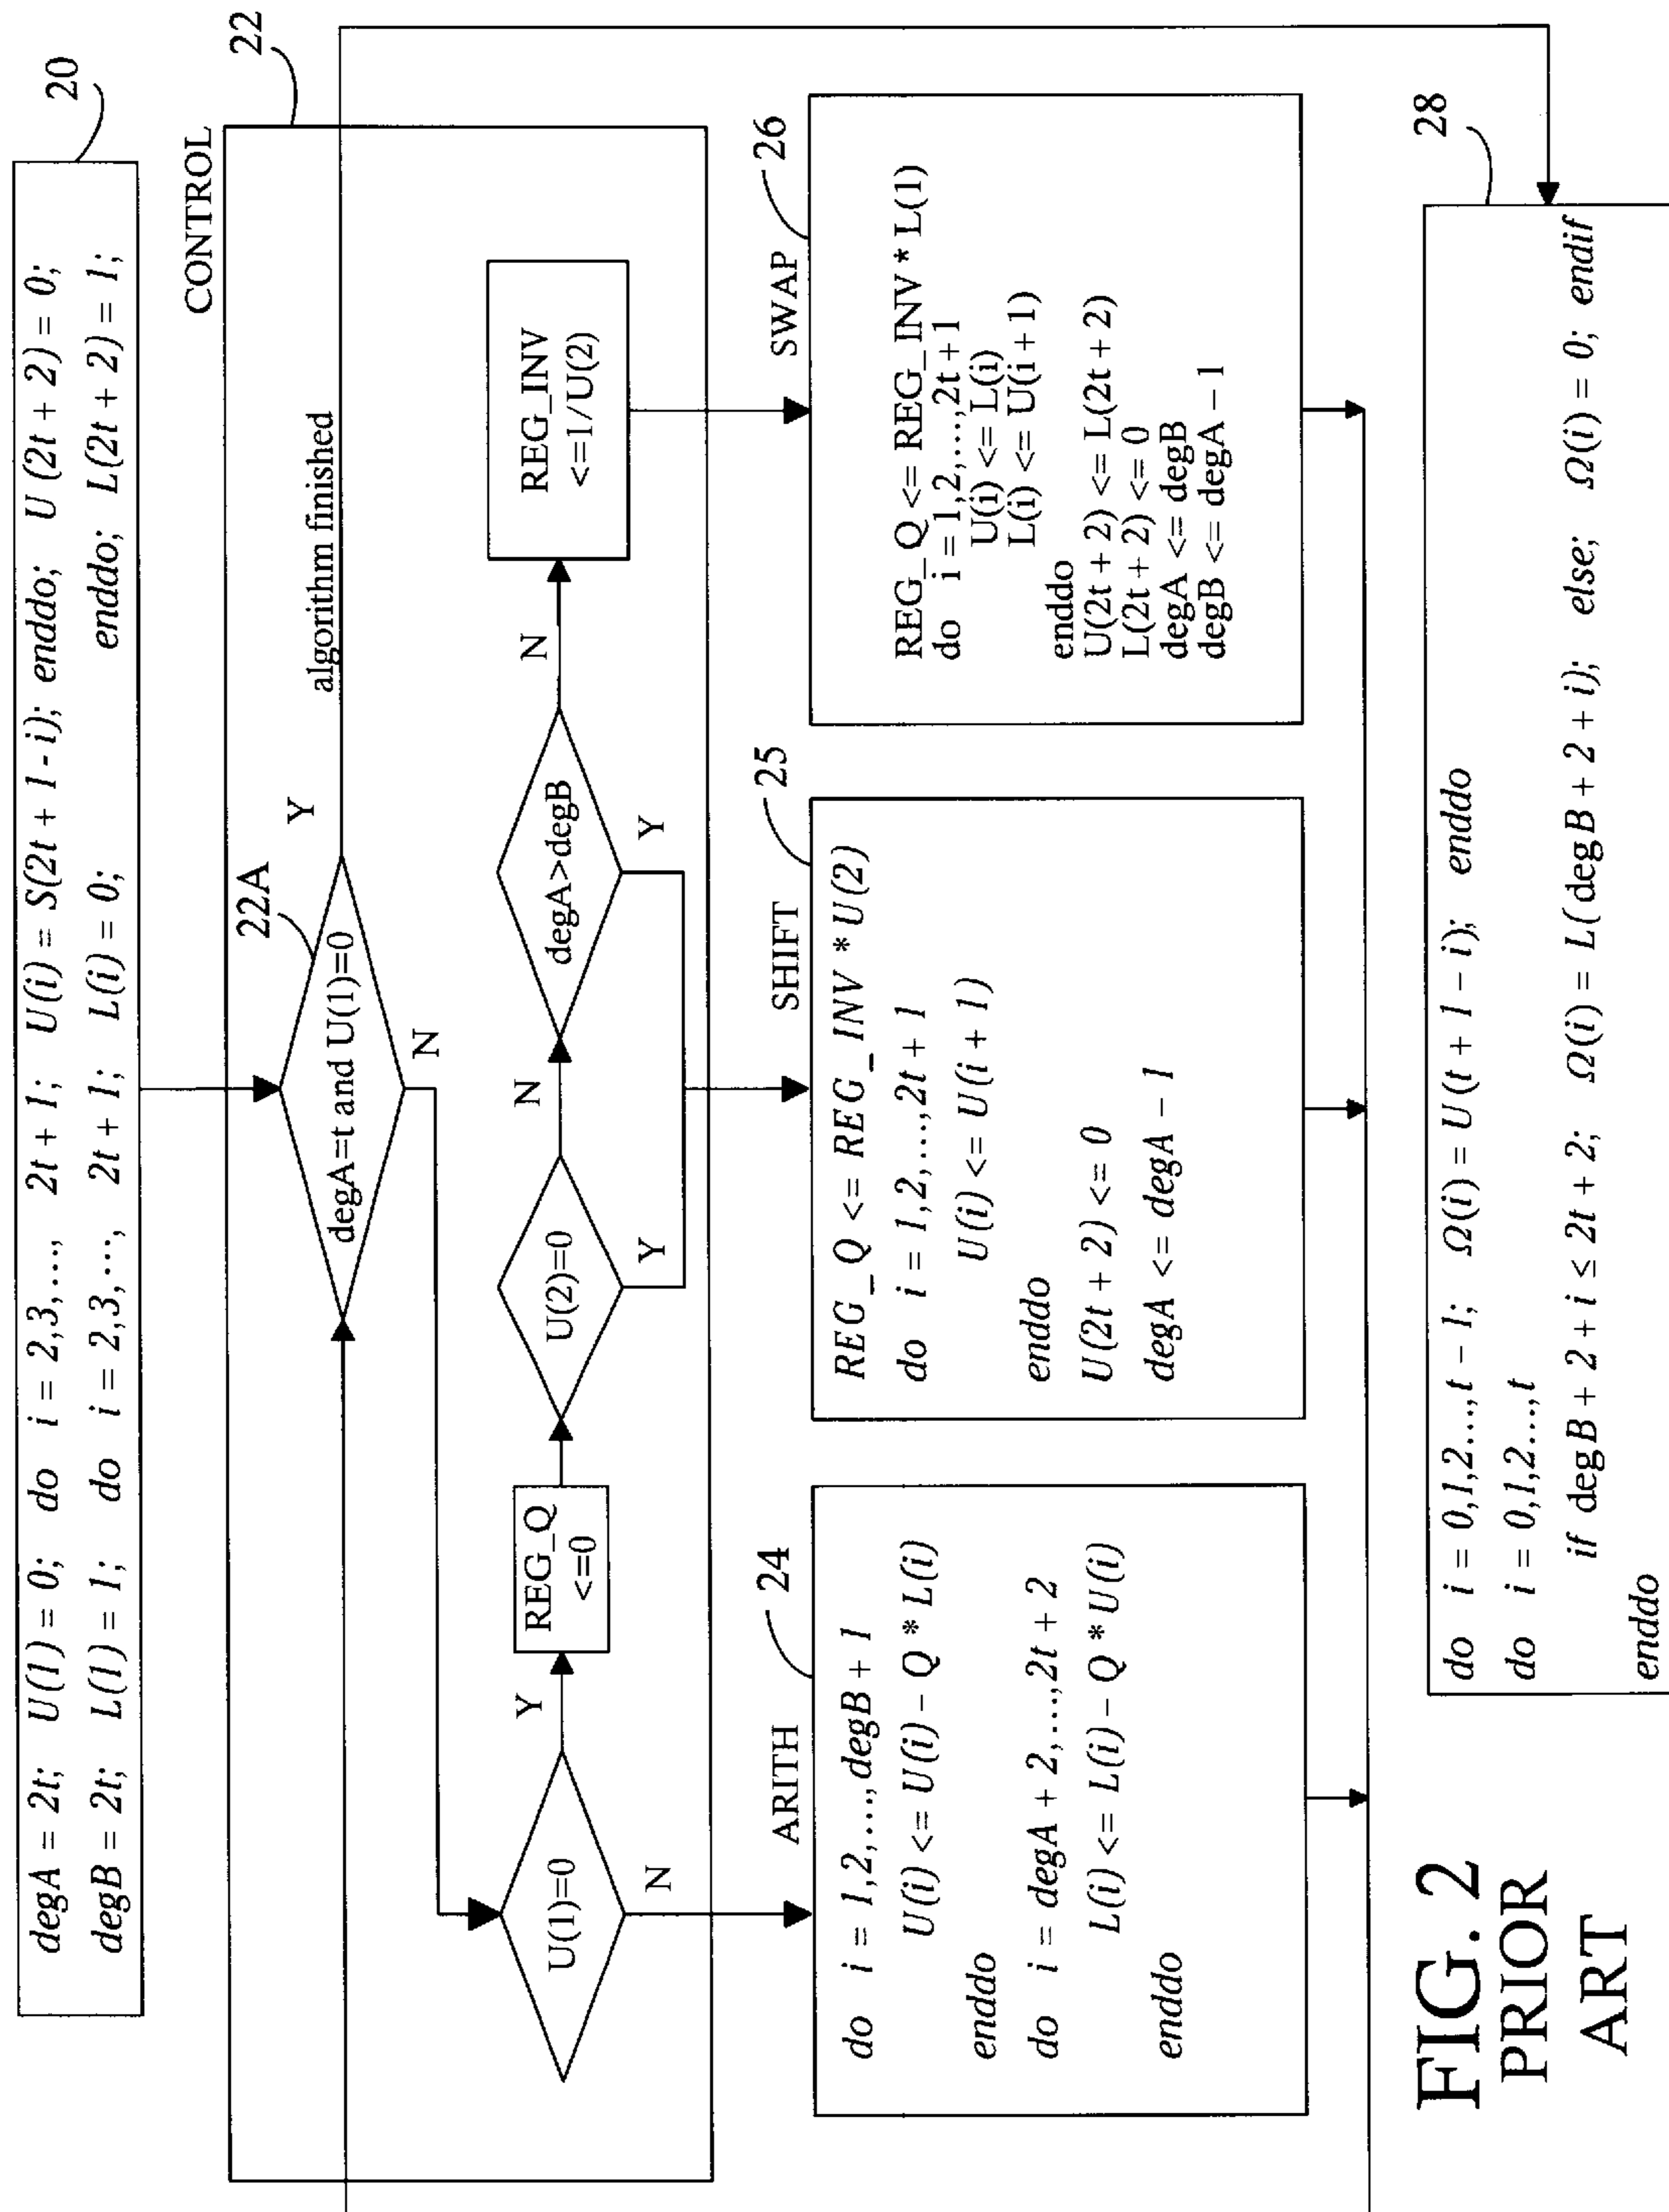 degA = 2t; U(1) = 0; do i = 2,3,..., 2t + 1; U(i) = S(2t + 1 - i); enddo; U (2t + 2) = 0;
degB = 2t; L(1) = 1; do i = 2,3,..., 2t + 1; L(i) = 0; enddo; L(2t + 2) = 1;
20
CONTROL
22
22A
degA=t and U(1)=0
Y
algorithm finished
N
U(1)=0
Y
N
REG_Q
<=0
U(2)=0
N
Y
degA>degB
N
Y
REG_INV
<=1/U(2)
ARITH
24
do i = 1,2,...,degB + 1
U(i) <= U(i) - Q * L(i)
enddo
do i = degA + 2,...,2t + 2
L(i) <= L(i) - Q * U(i)
enddo
SHIFT
25
REG_Q <= REG_INV * U(2)
do i = 1,2,...,2t + 1
U(i) <= U(i + 1)
enddo
U(2t + 2) <= 0
degA <= degA - 1
SWAP
26
REG_Q <= REG_INV * L(1)
do i = 1,2,...,2t + 1
U(i) <= L(i)
L(i) <= U(i + 1)
enddo
U(2t + 2) <= L(2t + 2)
L(2t + 2) <= 0
degA <= degB
degB <= degA - 1
28
do i = 0,1,2...,t - 1; Ω(i) = U(t + 1 - i); enddo
do i = 0,1,2...,t
if degB + 2 + i ≤ 2t + 2; Ω(i) = L(degB + 2 + i); else; Ω(i) = 0; endif
enddo
FIG. 2
PRIOR
ART